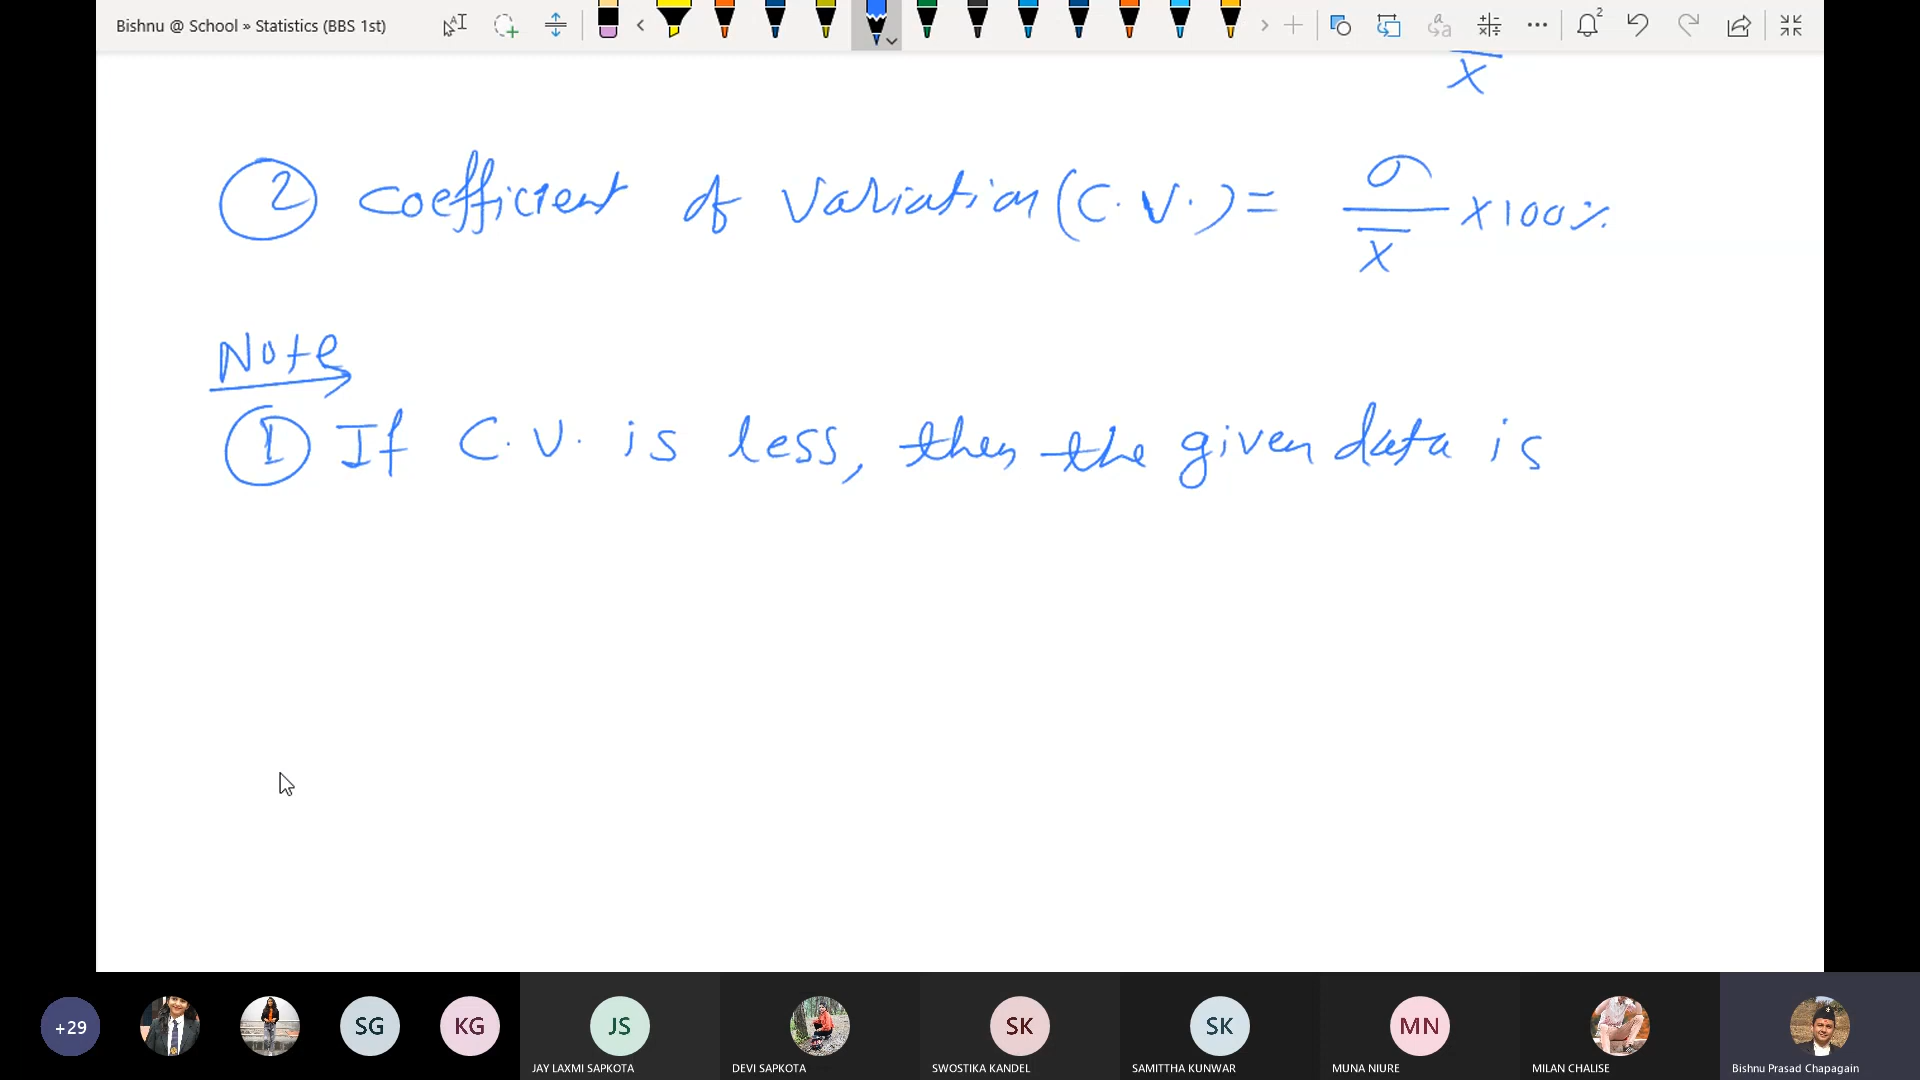 Bishnu @ School » Statistics (BBS 1st)
2
X̄
② Coefficient of Variation (C.V.) = σ/X̄ × 100%
Note
① If C.V. is less, then the given data is
+29
SG
KG
JS
SK
SK
MN
JAY LAXMI SAPKOTA
DEVI SAPKOTA
SWOSTIKA KANDEL
SAMITTHA KUNWAR
MUNA NIURE
MILAN CHALISE
Bishnu Prasad Chapagain